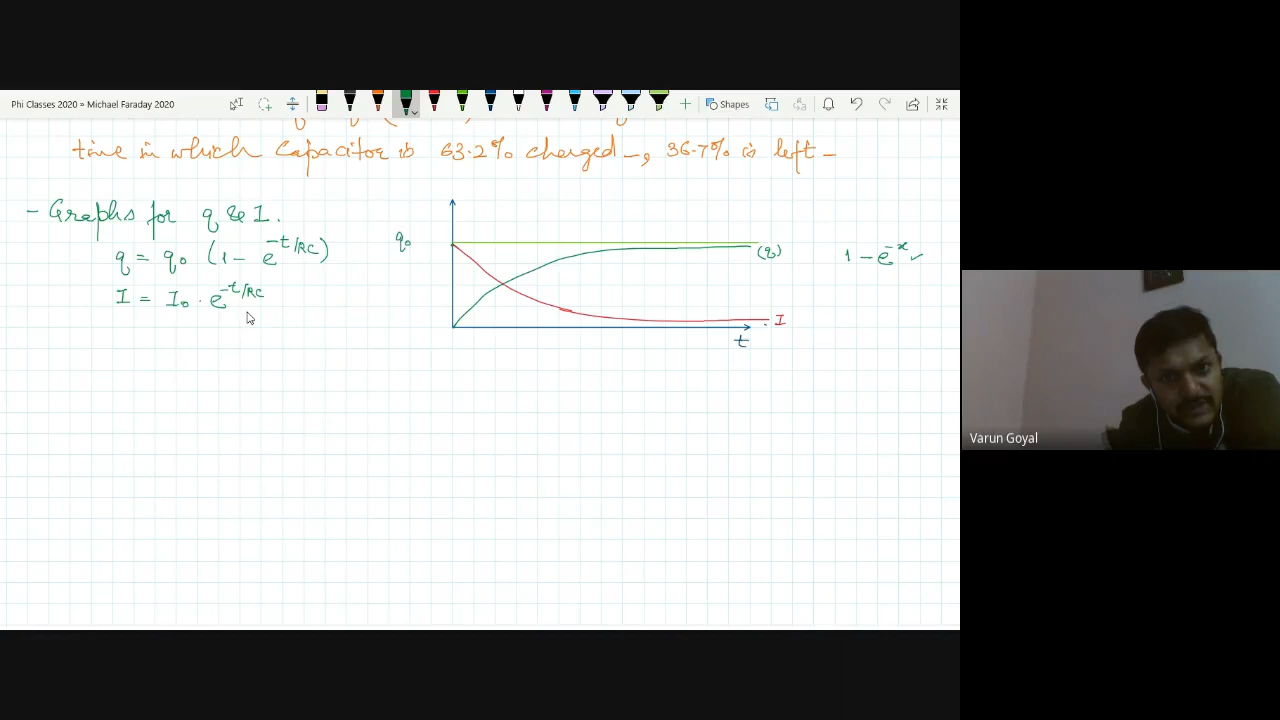 Phi Classes 2020 » Michael Faraday 2020
Shapes
time in which Capacitor is 63.2% charged -, 36.7% is left -
- Graphs for q & I.
q = q₀ (1 - e^-t/RC)
I = I₀ . e^-t/RC
q₀
(q)
I
t
1 - e^-x ✓
Varun Goyal